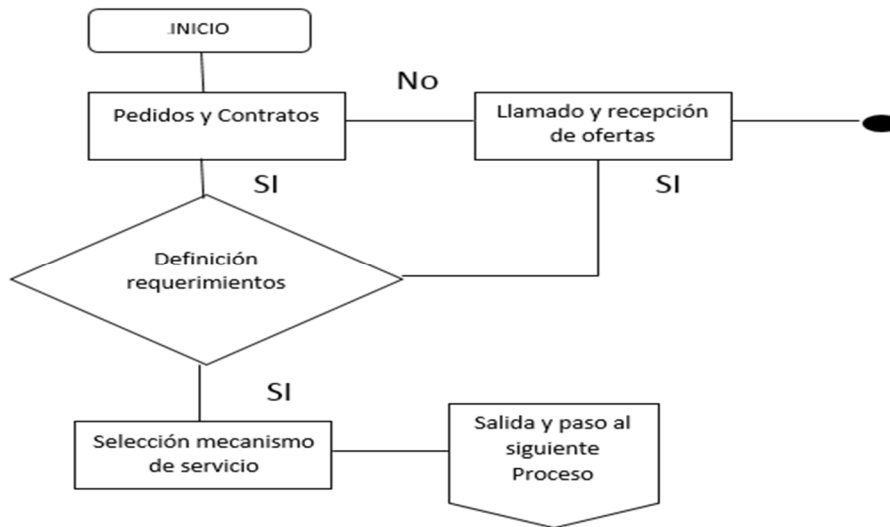 .INICIO
No
Pedidos y Contratos
Llamado y recepción
de ofertas
SI
SI
Definición
requerimientos
SI
Selección mecanismo
de servicio
Salida y paso al
siguiente
Proceso